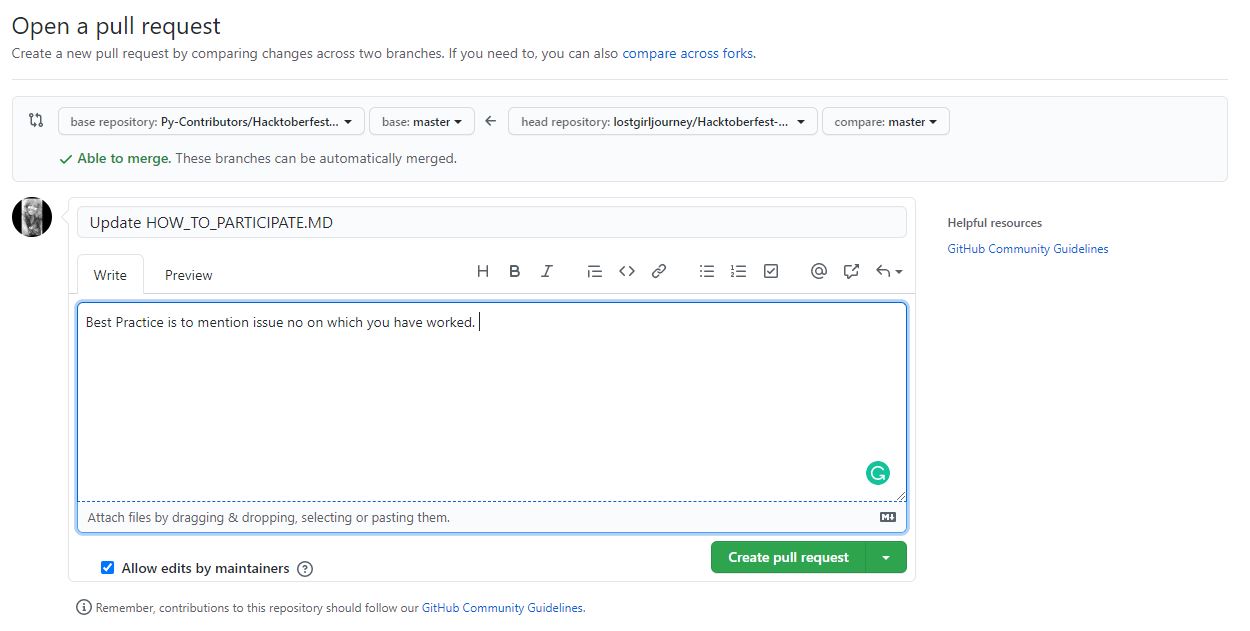 Open a pull request
Create a new pull request by comparing changes across two branches. If you need to, you can also compare across forks.
base repository: Py-Contributors/Hacktoberfest... base: master head repository: lostgirljourney/Hacktoberfest-... compare: master
Able to merge. These branches can be automatically merged.
Update HOW_TO_PARTICIPATE.MD
Helpful resources
GitHub Community Guidelines
Write Preview H B I
Best Practice is to mention issue no on which you have worked.
Attach files by dragging & dropping, selecting or pasting them.
Create pull request
Allow edits by maintainers
Remember, contributions to this repository should follow our GitHub Community Guidelines.